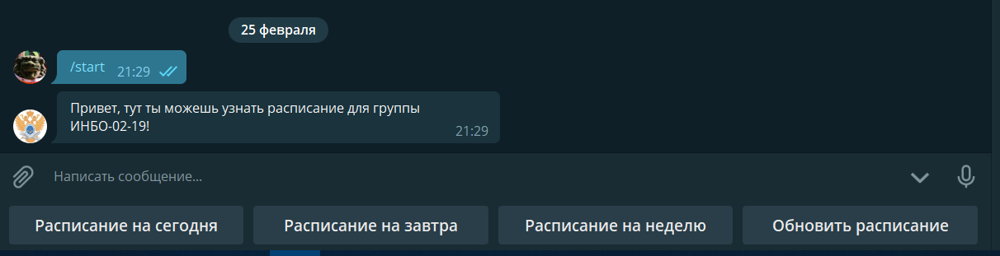 25 февраля
/start 21:29
Привет, тут ты можешь узнать расписание для группы
ИНБО-02-19!
21:29
Написать сообщение...
Расписание на сегодня Расписание на завтра Расписание на неделю Обновить расписание